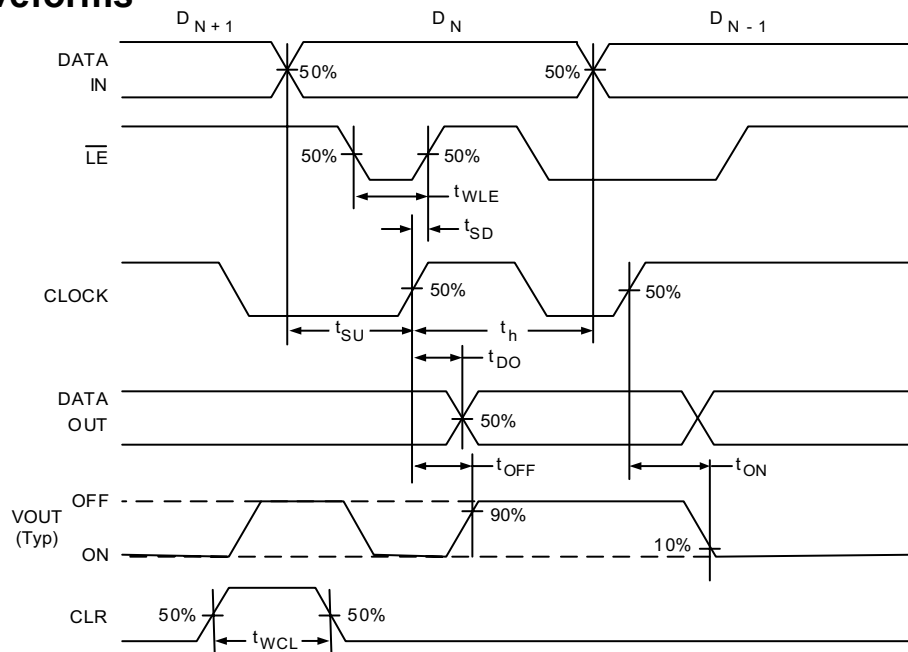 D N + 1 D N D N - 1
DATA IN 50% 50%
LE 50% 50%
t WLE
t SD
CLOCK 50% 50%
t SU t h
t DO
DATA OUT 50%
t OFF t ON
VOUT (Typ) OFF 90%
ON 10%
CLR 50% 50%
t WCL